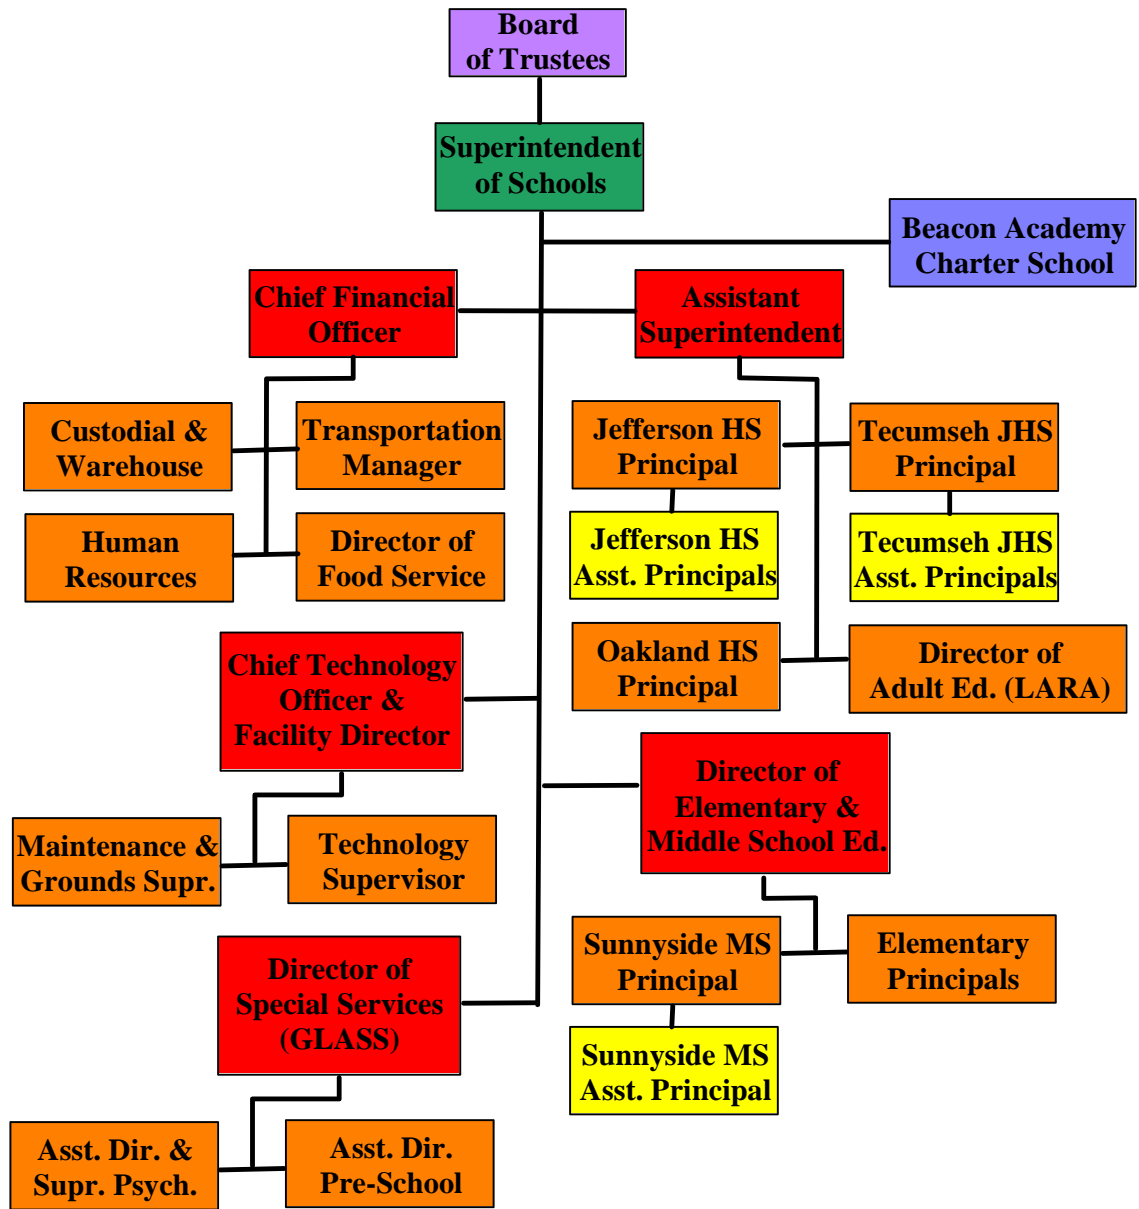 Board
of Trustees
Superintendent
of Schools
Beacon Academy
Charter School
Chief Financial
Officer
Assistant
Superintendent
Custodial &
Warehouse
Transportation
Manager
Jefferson HS
Principal
Tecumseh JHS
Principal
Human
Resources
Director of
Food Service
Jefferson HS
Asst. Principals
Tecumseh JHS
Asst. Principals
Chief Technology
Officer &
Facility Director
Oakland HS
Principal
Director of
Adult Ed. (LARA)
Director of
Elementary &
Middle School Ed.
Maintenance &
Grounds Supr.
Technology
Supervisor
Director of
Special Services
(GLASS)
Sunnyside MS
Principal
Elementary
Principals
Sunnyside MS
Asst. Principal
Asst. Dir. &
Supr. Psych.
Asst. Dir.
Pre-School